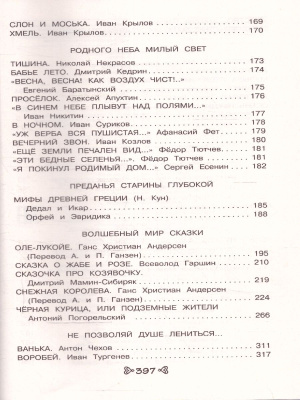 СЛОН И МОСЬКА. Иван Крылов 169
ХМЕЛЬ. Иван Крылов 170
РОДНОГО НЕБА МИЛЫЙ СВЕТ
ТИШИНА. Николай Некрасов 173
БАБЬЕ ЛЕТО. Дмитрий Кедрин 174
«ВЕСНА, ВЕСНА! КАК ВОЗДУХ ЧИСТ!..»
Евгений Баратынский 175
ПРОСЕЛОК. Алексей Апухтин 176
«В СИНЕМ НЕБЕ ПЛЫВУТ НАД ПОЛЯМИ...»
Иван Никитин 177
В НОЧНОМ. Иван Суриков 178
«УЖ ВЕРБА ВСЯ ПУШИСТАЯ...» Афанасий Фет 179
ВЕЧЕРНИЙ ЗВОН. Иван Козлов 180
«ЕЩЁ ЗЕМЛИ ПЕЧАЛЕН ВИД...» Фёдор Тютчев 181
«ЭТИ БЕДНЫЕ СЕЛЕНЬЯ...». Фёдор Тютчев 181
«Я ПОКИНУЛ РОДИМЫЙ ДОМ...» Сергей Есенин 182
ПРЕДАНЬЯ СТАРИНЫ ГЛУБОКОЙ
МИФЫ ДРЕВНЕЙ ГРЕЦИИ (Н. Кун)
Дедал и Икар 185
Орфей и Эвридика 188
ВОЛШЕБНЫЙ МИР СКАЗКИ
ОЛЕ-ЛУКОЙЕ. Ганс Христиан Андерсен
(Перевод А. и П. Ганзен) 195
СКАЗКА О ЖАБЕ И РОЗЕ. Всеволод Гаршин 210
СКАЗОЧКА ПРО КОЗЯВОЧКУ.
Дмитрий Мамин-Сибиряк 219
СНЕЖНАЯ КОРОЛЕВА. Ганс Христиан Андерсен
(Перевод А. и П. Ганзен) 224
ЧЁРНАЯ КУРИЦА, ИЛИ ПОДЗЕМНЫЕ ЖИТЕЛИ
Антоний Погорельский 266
НЕ ПОЗВОЛЯЙ ДУШЕ ЛЕНИТЬСЯ...
ВАНЬКА. Антон Чехов 311
ВОРОБЕЙ. Иван Тургенев 317
397